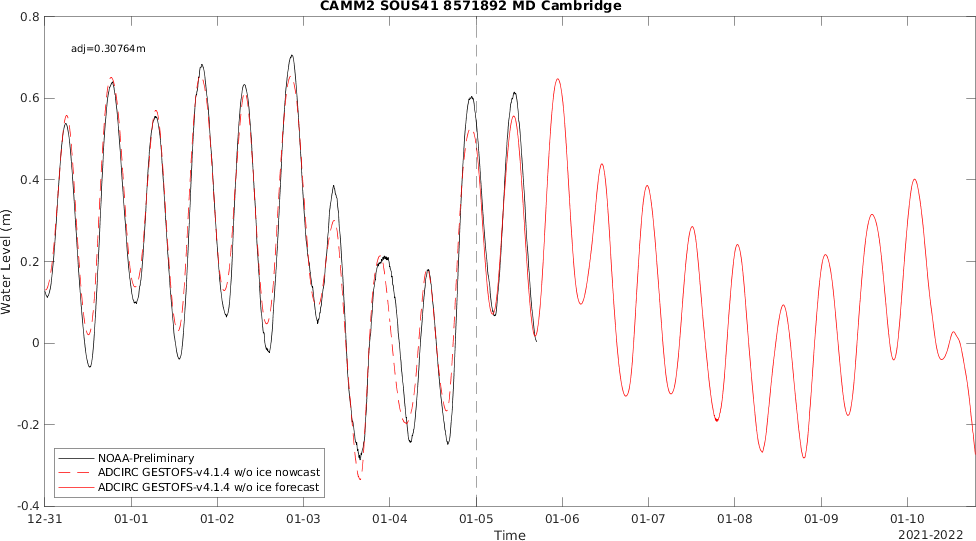 CAMM2 SOUS41 8571892 MD Cambridge
adj=0.30764m
Water Level (m)
0.8
0.6
0.4
0.2
0
-0.2
-0.4
NOAA-Preliminary
ADCIRC GESTOFS-v4.1.4 w/o ice nowcast
ADCIRC GESTOFS-v4.1.4 w/o ice forecast
12-31 01-01 01-02 01-03 01-04 01-05 01-06 01-07 01-08 01-09 01-10
Time
2021-2022